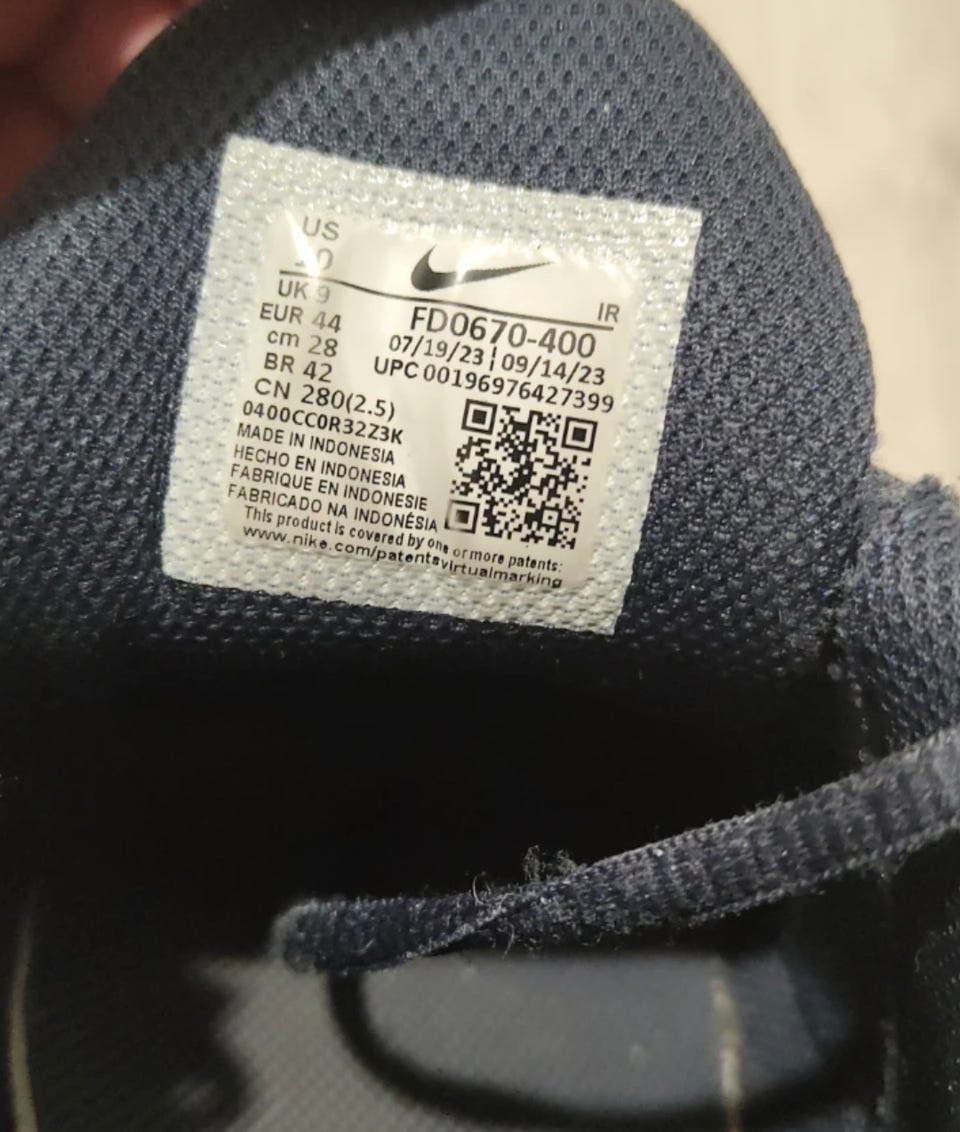 US
10
UK 9
EUR 44
cm 28
BR 42
CN 280(2.5)
IR
FD0670-400
07/19/23 | 09/14/23
UPC 00196976427399
0400CC0R32Z3K
MADE IN INDONESIA
HECHO EN INDONESIA
FABRIQUE EN INDONESIE
FABRICADO NA INDONÉSIA
This product is covered by one or more patents:
www.nike.com/patentsvirtualmarking